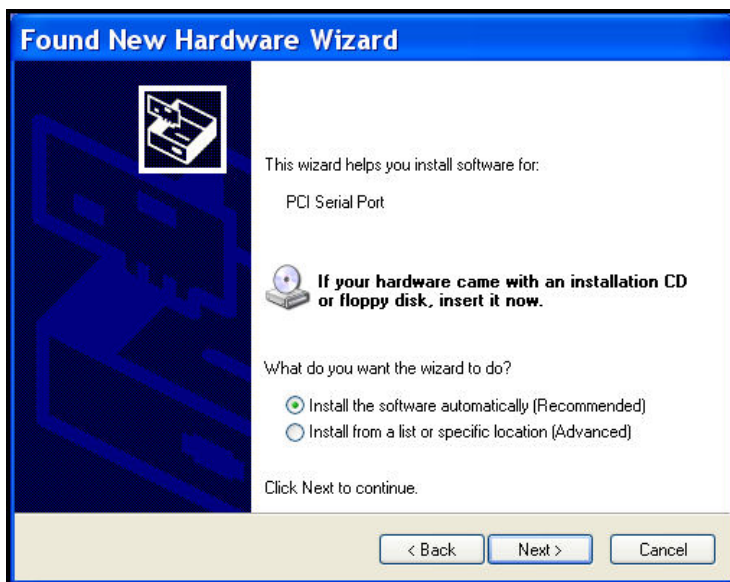 Found New Hardware Wizard
This wizard helps you install software for:
PCI Serial Port
If your hardware came with an installation CD
or floppy disk, insert it now.
What do you want the wizard to do?
Install the software automatically (Recommended)
Install from a list or specific location (Advanced)
Click Next to continue.
< Back Next > Cancel